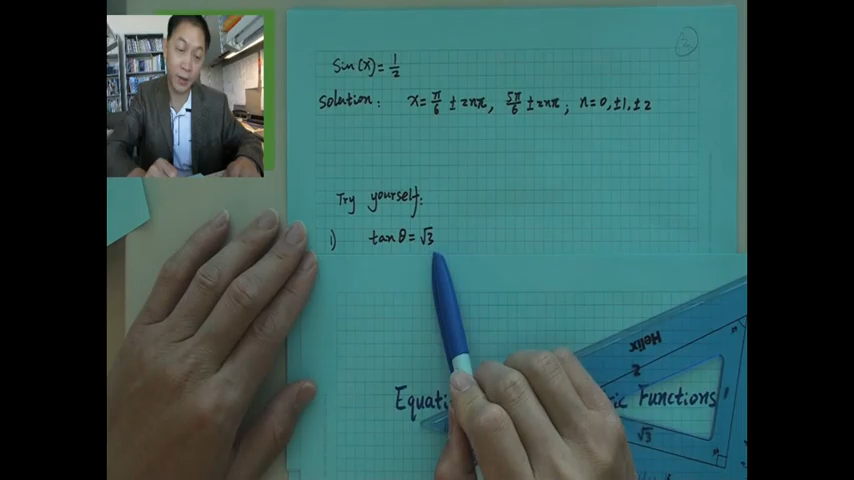 Sin(x) = 1/2
Solution: x = π/6 ± 2nπ, 5π/6 ± 2nπ; n = 0, ±1, ±2
Try yourself:
1) tan θ = √3
Helix
2
1
√3
Equati
ic Functions